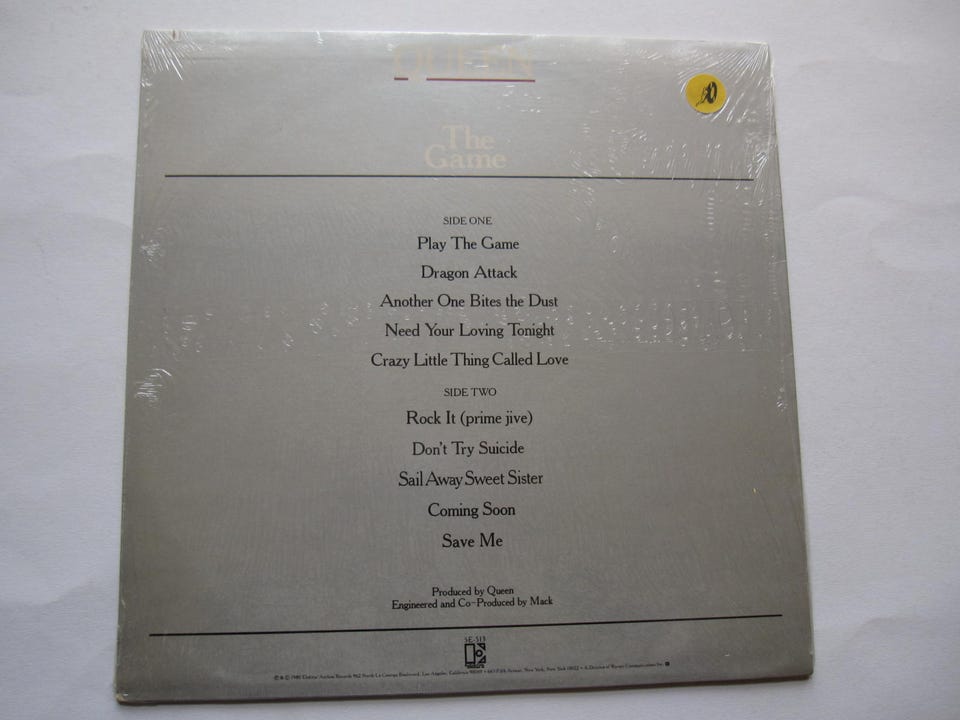 QUEEN
The
Game
SIDE ONE
Play The Game
Dragon Attack
Another One Bites the Dust
Need Your Loving Tonight
Crazy Little Thing Called Love
SIDE TWO
Rock It (prime jive)
Don't Try Suicide
Sail Away Sweet Sister
Coming Soon
Save Me
Produced by Queen
Engineered and Co-Produced by Mack
5E-513